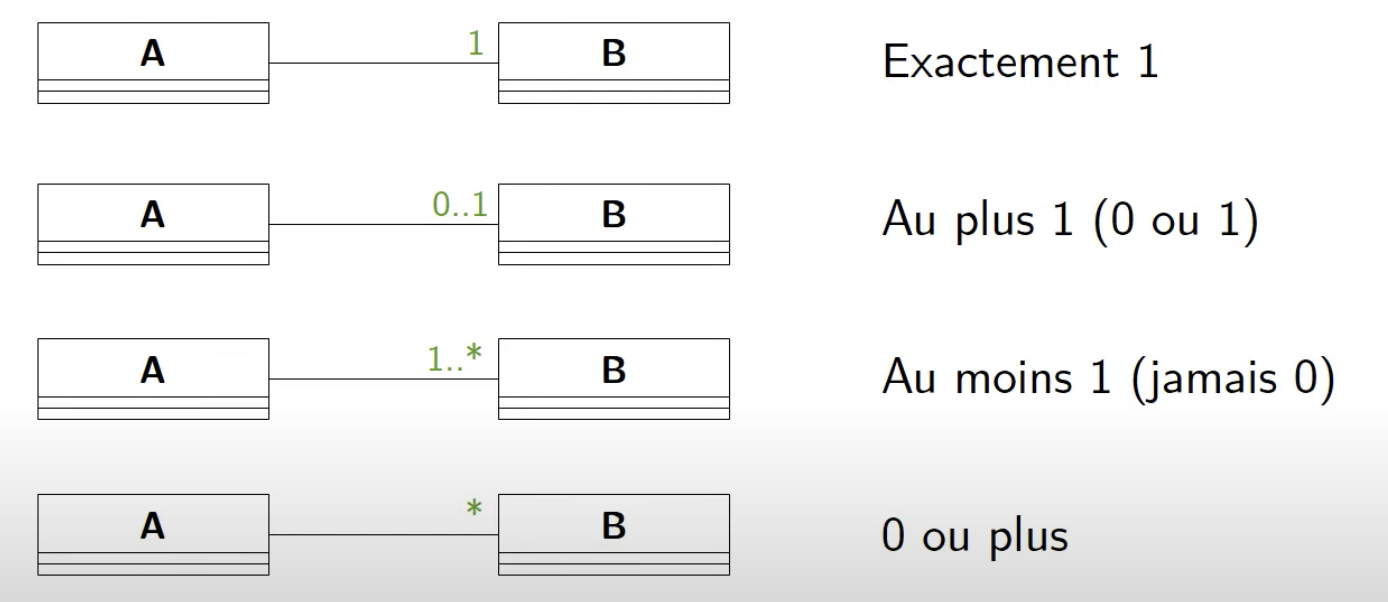 A 1 B Exactement 1
A 0..1 B Au plus 1 (0 ou 1)
A 1..* B Au moins 1 (jamais 0)
A * B 0 ou plus